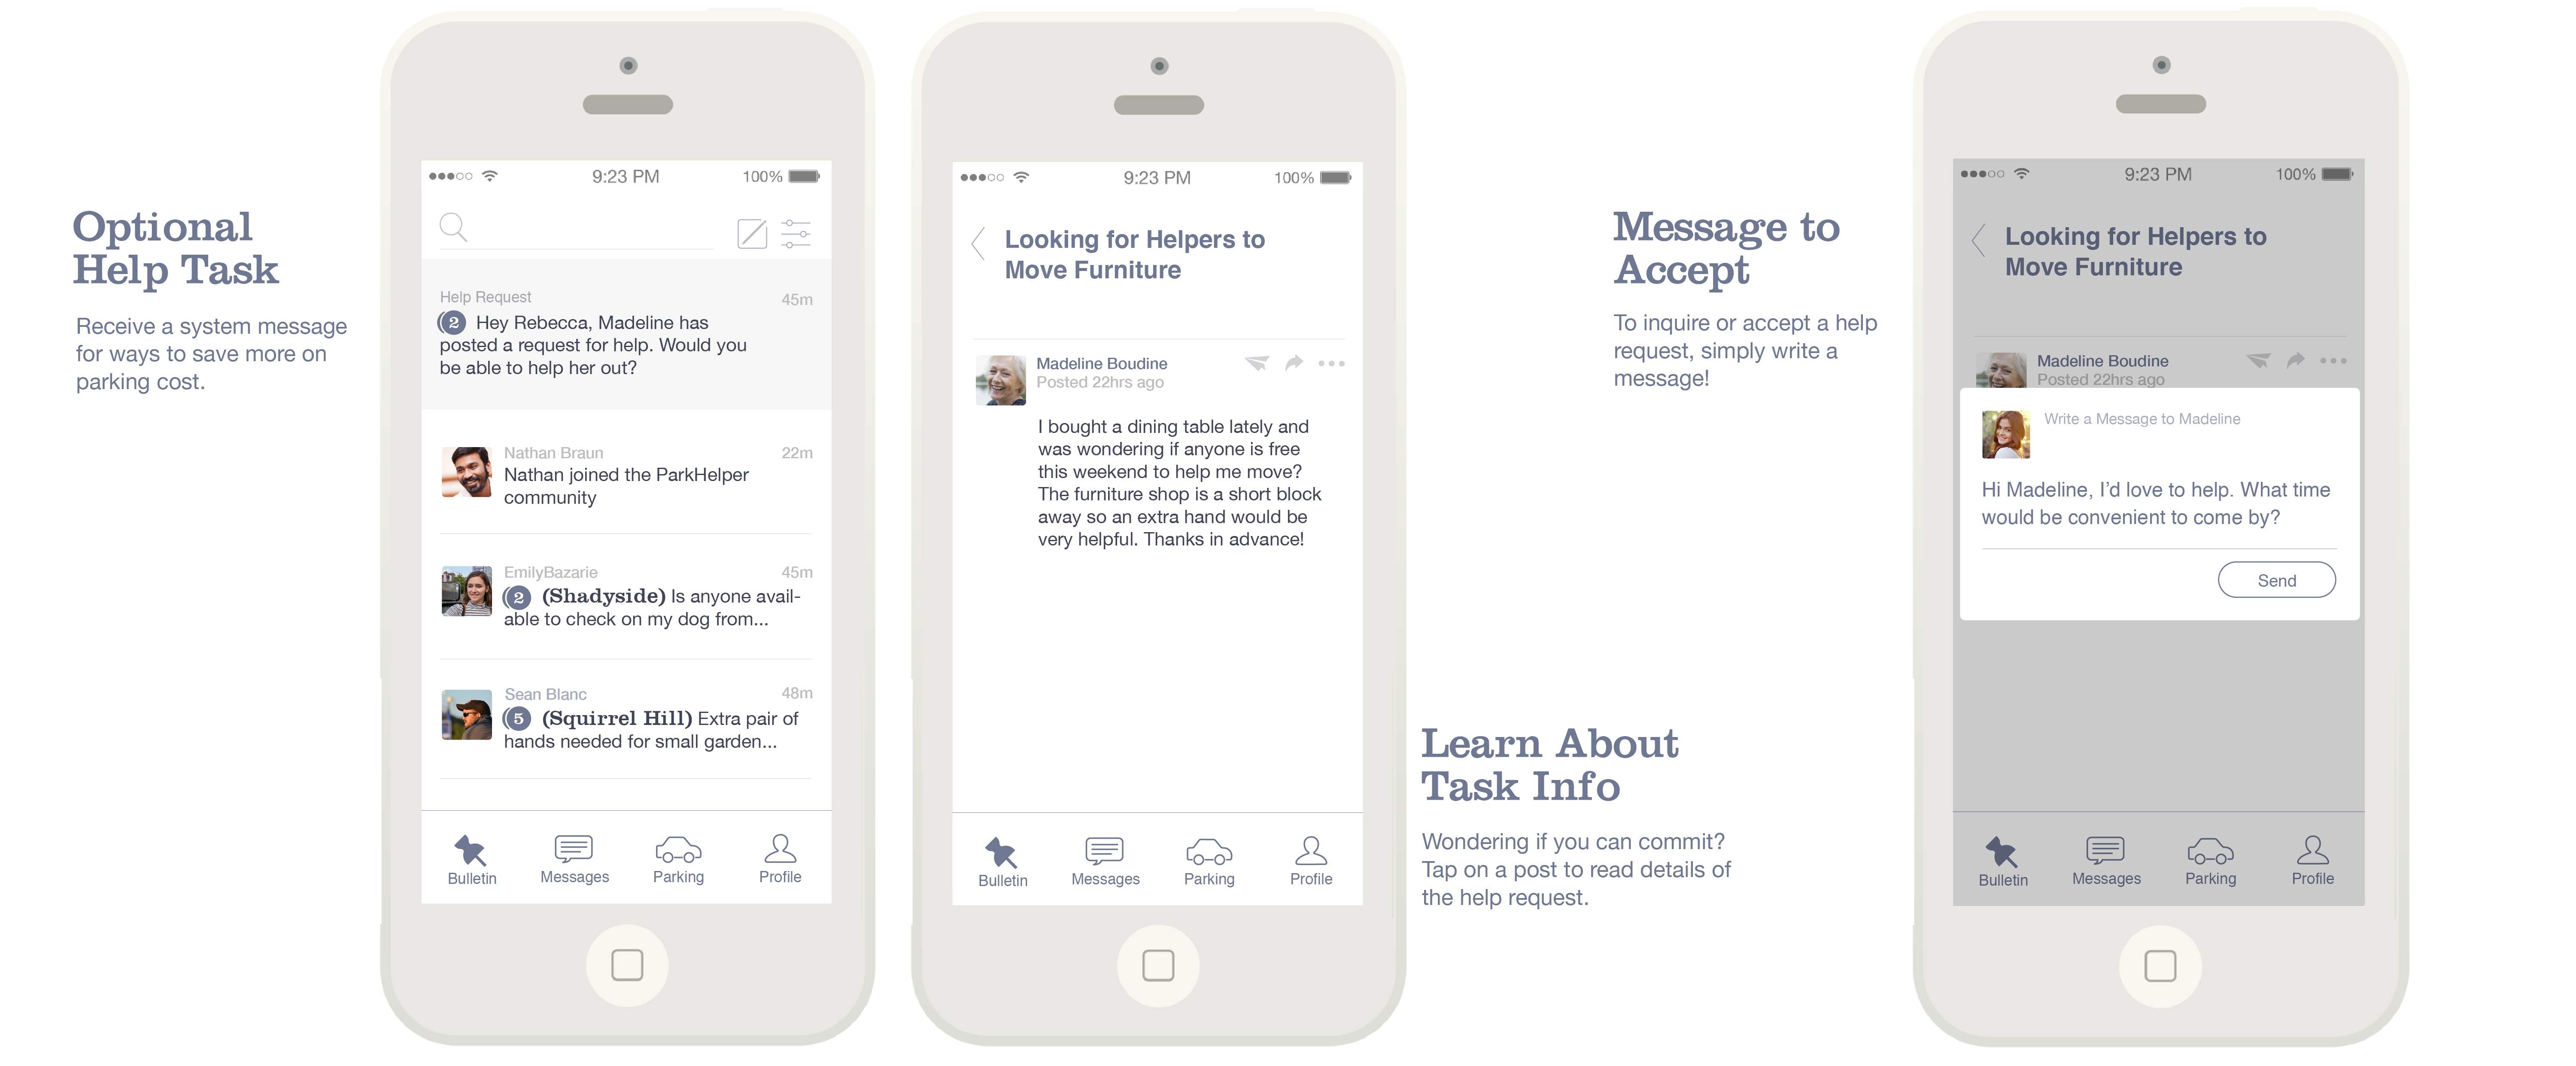 Optional
Help Task
Receive a system message
for ways to save more on
parking cost.
9:23 PM
100%
Help Request
45m
2 Hey Rebecca, Madeline has
posted a request for help. Would you
be able to help her out?
Nathan Braun
22m
Nathan joined the ParkHelper
community
EmilyBazarie
45m
2 (Shadyside) Is anyone avail-
able to check on my dog from...
Sean Blanc
48m
5 (Squirrel Hill) Extra pair of
hands needed for small garden...
Bulletin
Messages
Parking
Profile
9:23 PM
100%
Looking for Helpers to
Move Furniture
Madeline Boudine
Posted 22hrs ago
I bought a dining table lately and
was wondering if anyone is free
this weekend to help me move?
The furniture shop is a short block
away so an extra hand would be
very helpful. Thanks in advance!
Bulletin
Messages
Parking
Profile
Learn About
Task Info
Wondering if you can commit?
Tap on a post to read details of
the help request.
Message to
Accept
To inquire or accept a help
request, simply write a
message!
9:23 PM
100%
Looking for Helpers to
Move Furniture
Madeline Boudine
Posted 22hrs ago
Write a Message to Madeline
Hi Madeline, I'd love to help. What time
would be convenient to come by?
Send
Bulletin
Messages
Parking
Profile